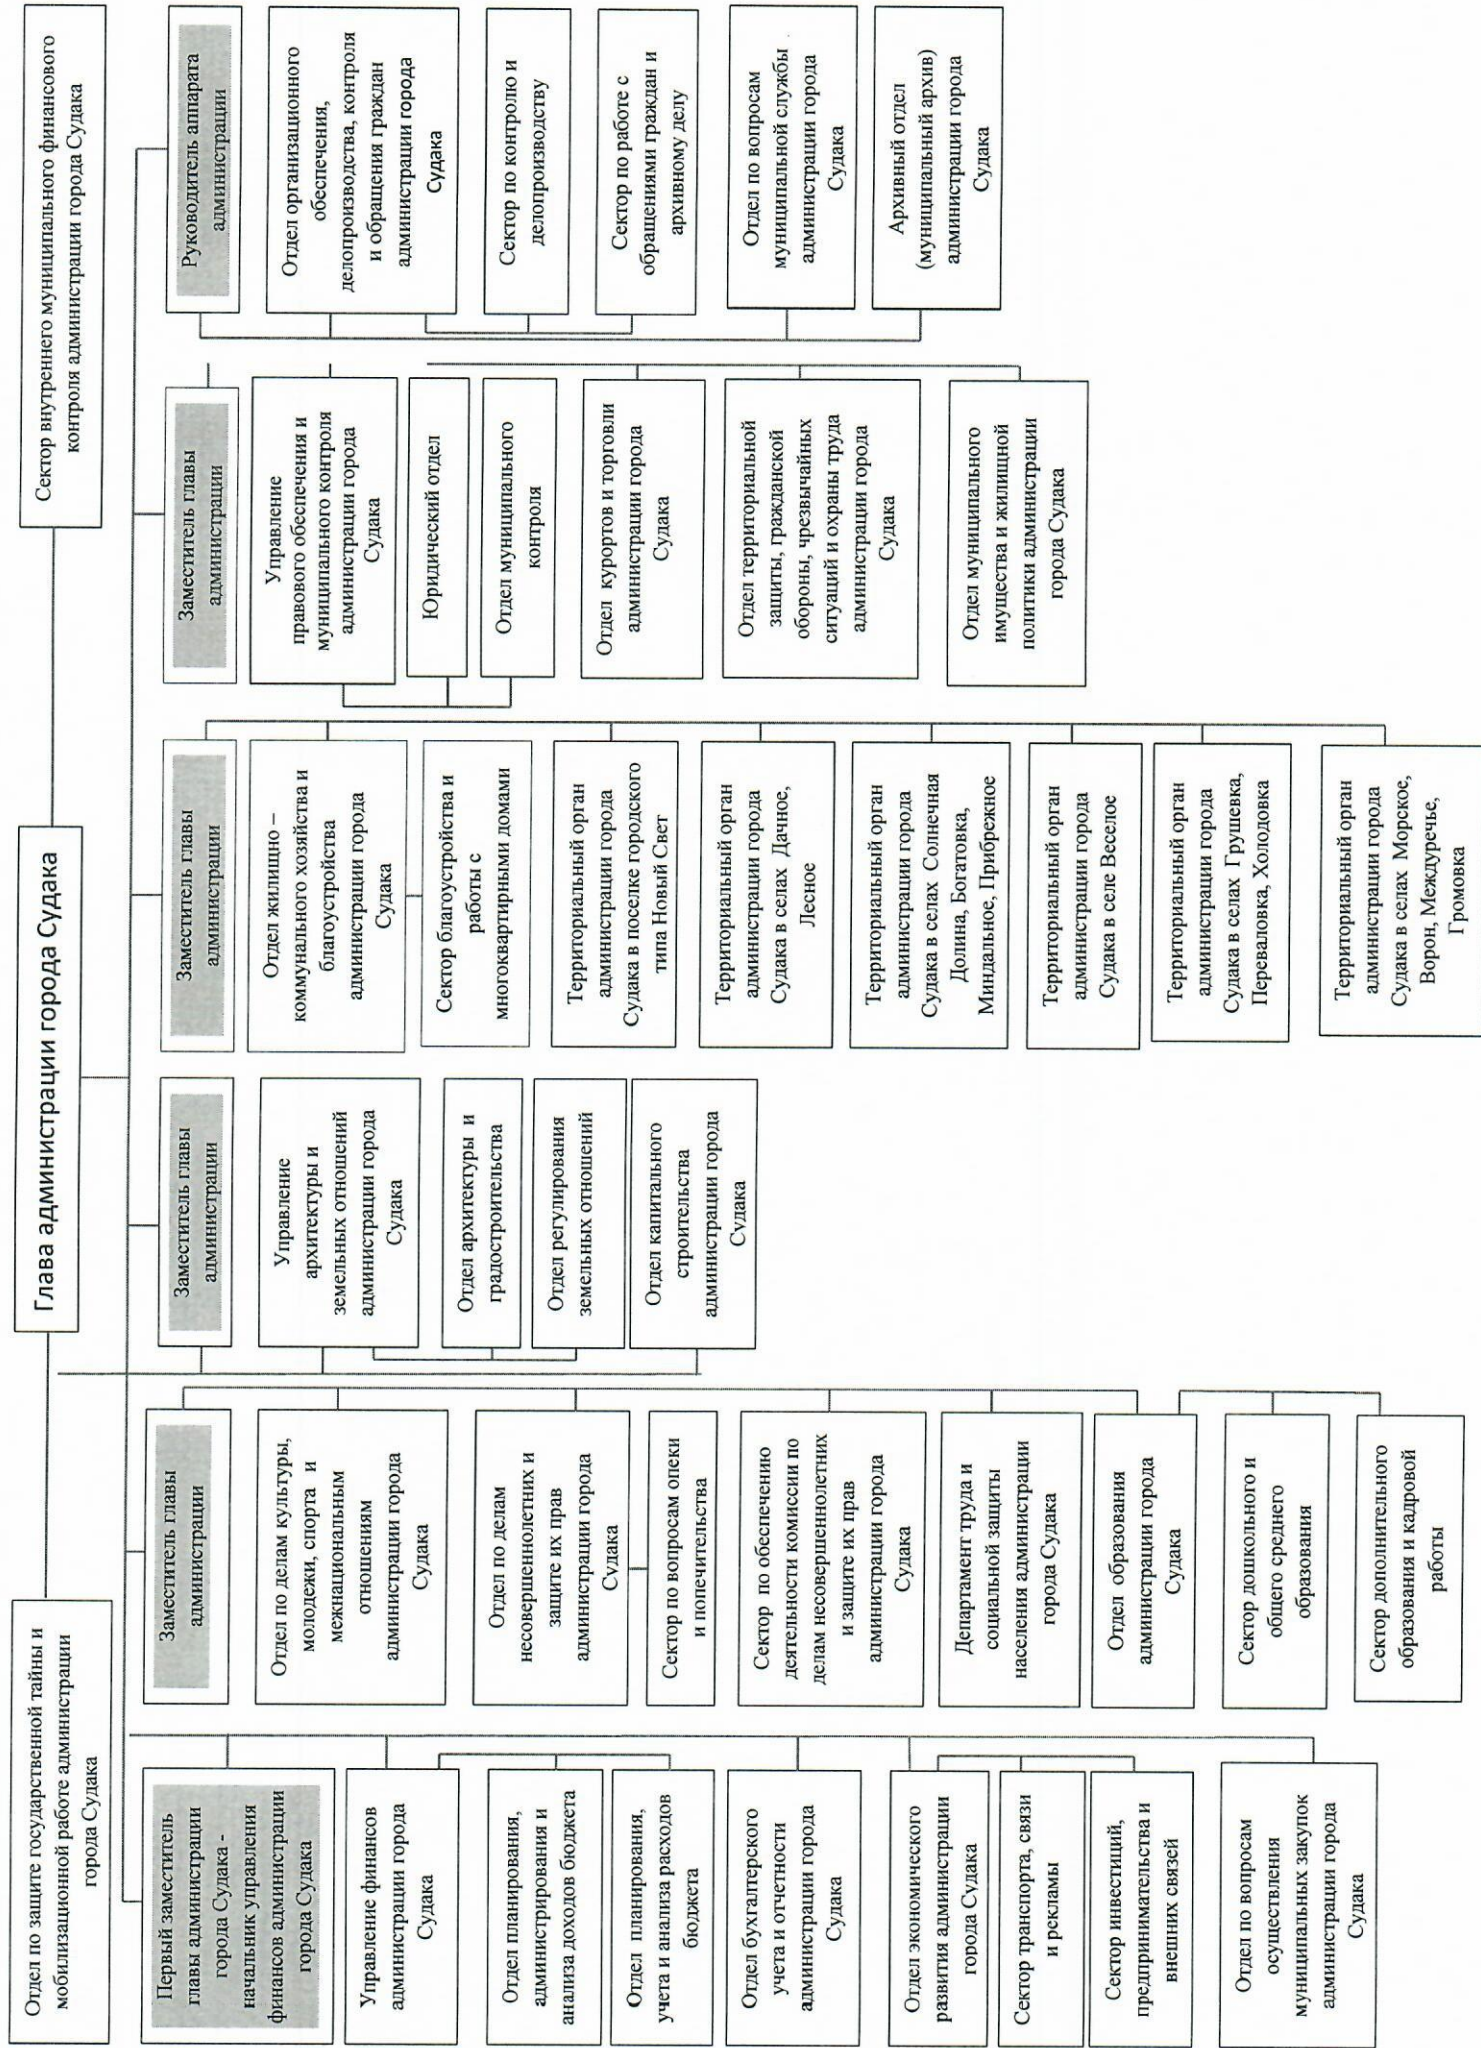 Глава администрации города Судака
Отдел по защите государственной тайны и
мобилизационной работе администрации
города Судака
Сектор внутреннего муниципального финансового
контроля администрации города Судака
Первый заместитель
главы администрации
города Судака -
начальник управления
финансов администрации
города Судака
Управление финансов
администрации города
Судака
Отдел планирования,
администрирования и
анализа доходов бюджета
Отдел планирования,
учета и анализа расходов
бюджета
Отдел бухгалтерского
учета и отчетности
администрации города
Судака
Отдел экономического
развития администрации
города Судака
Сектор транспорта, связи
и рекламы
Сектор инвестиций,
предпринимательства и
внешних связей
Отдел по вопросам
осуществления
муниципальных закупок
администрации города
Судака
Заместитель главы
администрации
Отдел по делам культуры,
молодежи, спорта и
межнациональным
отношениям
администрации города
Судака
Отдел по делам
несовершеннолетних и
защите их прав
администрации города
Судака
Сектор по вопросам опеки
и попечительства
Сектор по обеспечению
деятельности комиссии по
делам несовершеннолетних
и защите их прав
администрации города
Судака
Департамент труда и
социальной защиты
населения администрации
города Судака
Отдел образования
администрации города
Судака
Сектор дошкольного и
общего среднего
образования
Сектор дополнительного
образования и кадровой
работы
Заместитель главы
администрации
Управление
архитектуры и
земельных отношений
администрации города
Судака
Отдел архитектуры и
градостроительства
Отдел регулирования
земельных отношений
Отдел капитального
строительства
администрации города
Судака
Заместитель главы
администрации
Отдел жилищно –
коммунального хозяйства и
благоустройства
администрации города
Судака
Сектор благоустройства и
работы с
многоквартирными домами
Территориальный орган
администрации города
Судака в поселке городского
типа Новый Свет
Территориальный орган
администрации города
Судака в селах Дачное,
Лесное
Территориальный орган
администрации города
Судака в селах Солнечная
Долина, Богатовка,
Миндальное, Прибрежное
Территориальный орган
администрации города
Судака в селе Веселое
Территориальный орган
администрации города
Судака в селах Грушевка,
Переваловка, Холодовка
Территориальный орган
администрации города
Судака в селах Морское,
Ворон, Междуречье,
Громовка
Заместитель главы
администрации
Управление
правового обеспечения и
муниципального контроля
администрации города
Судака
Юридический отдел
Отдел муниципального
контроля
Отдел курортов и торговли
администрации города
Судака
Отдел территориальной
защиты, гражданской
обороны, чрезвычайных
ситуаций и охраны труда
администрации города
Судака
Отдел муниципального
имущества и жилищной
политики администрации
города Судака
Руководитель аппарата
администрации
Отдел организационного
обеспечения,
делопроизводства, контроля
и обращения граждан
администрации города
Судака
Сектор по контролю и
делопроизводству
Сектор по работе с
обращениями граждан и
архивному делу
Отдел по вопросам
муниципальной службы
администрации города
Судака
Архивный отдел
(муниципальный архив)
администрации города
Судака